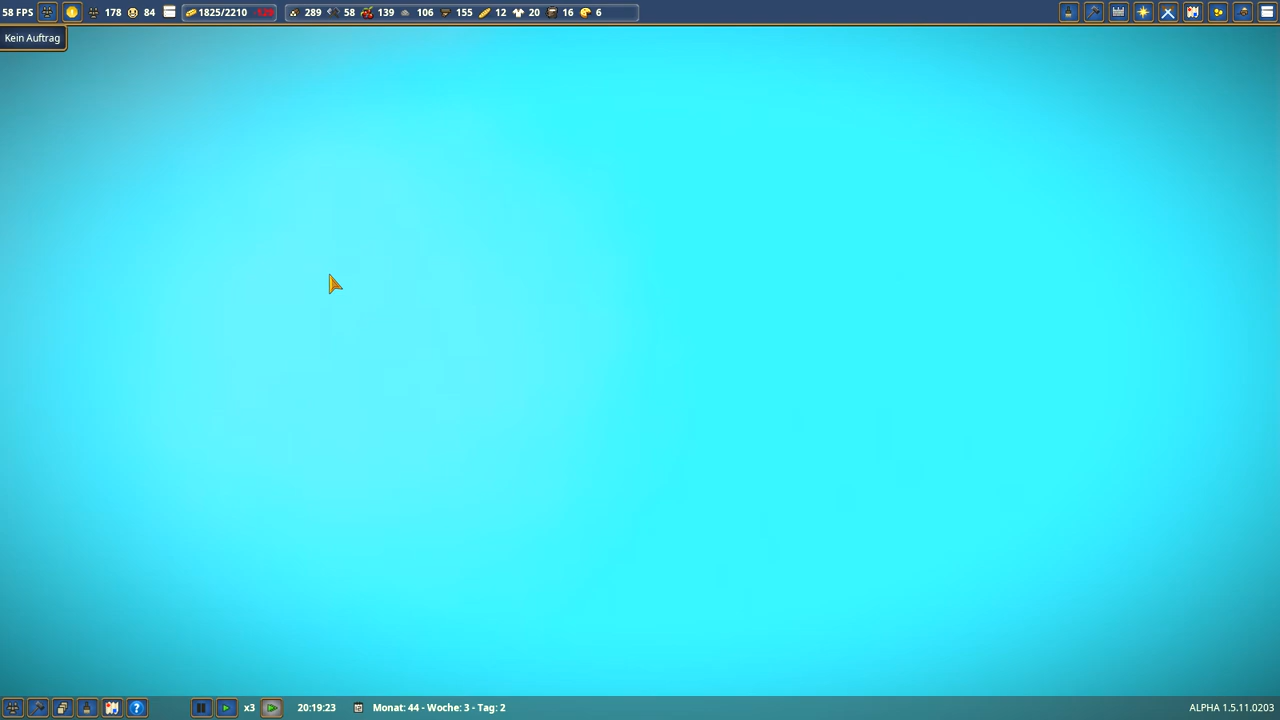 58 FPS 178 84 1825/2210 -126 289 58 139 106 155 12 20 16 6
Kein Auftrag
x3 20:19:23 Monat: 44 - Woche: 3 - Tag: 2 ALPHA 1.5.11.0203